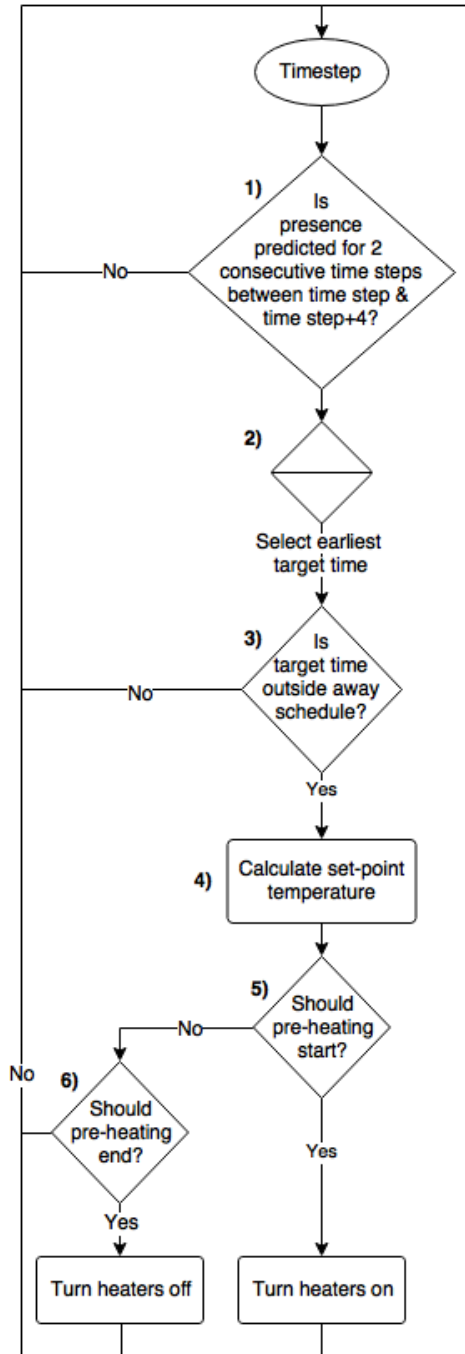 Timestep
1)
Is
presence
predicted for 2
consecutive time steps
between time step &
time step+4?
No
2)
Select earliest
target time
3)
Is
target time
outside away
schedule?
No
Yes
4)
Calculate set-point
temperature
5)
Should
pre-heating
start?
No
No
6)
Should
pre-heating
end?
Yes
Yes
Turn heaters off
Turn heaters on